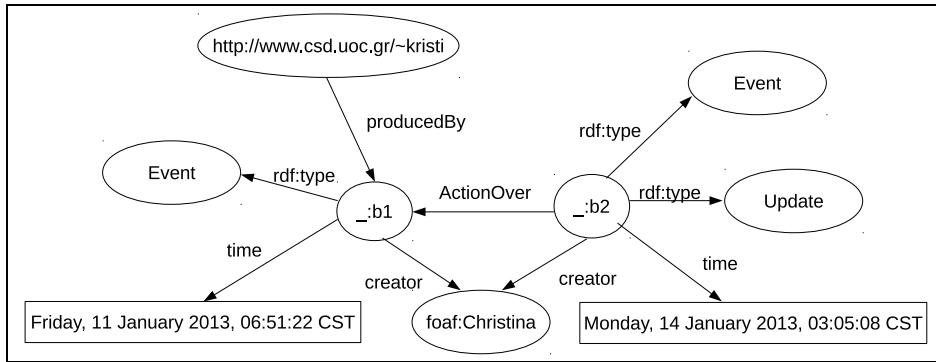 http://www.csd.uoc.gr/~kristi
Event
producedBy
rdf:type
Event
rdf:type
ActionOver
rdf:type
_:b1
_:b2
Update
time
time
creator
creator
Friday, 11 January 2013, 06:51:22 CST
foaf:Christina
Monday, 14 January 2013, 03:05:08 CST